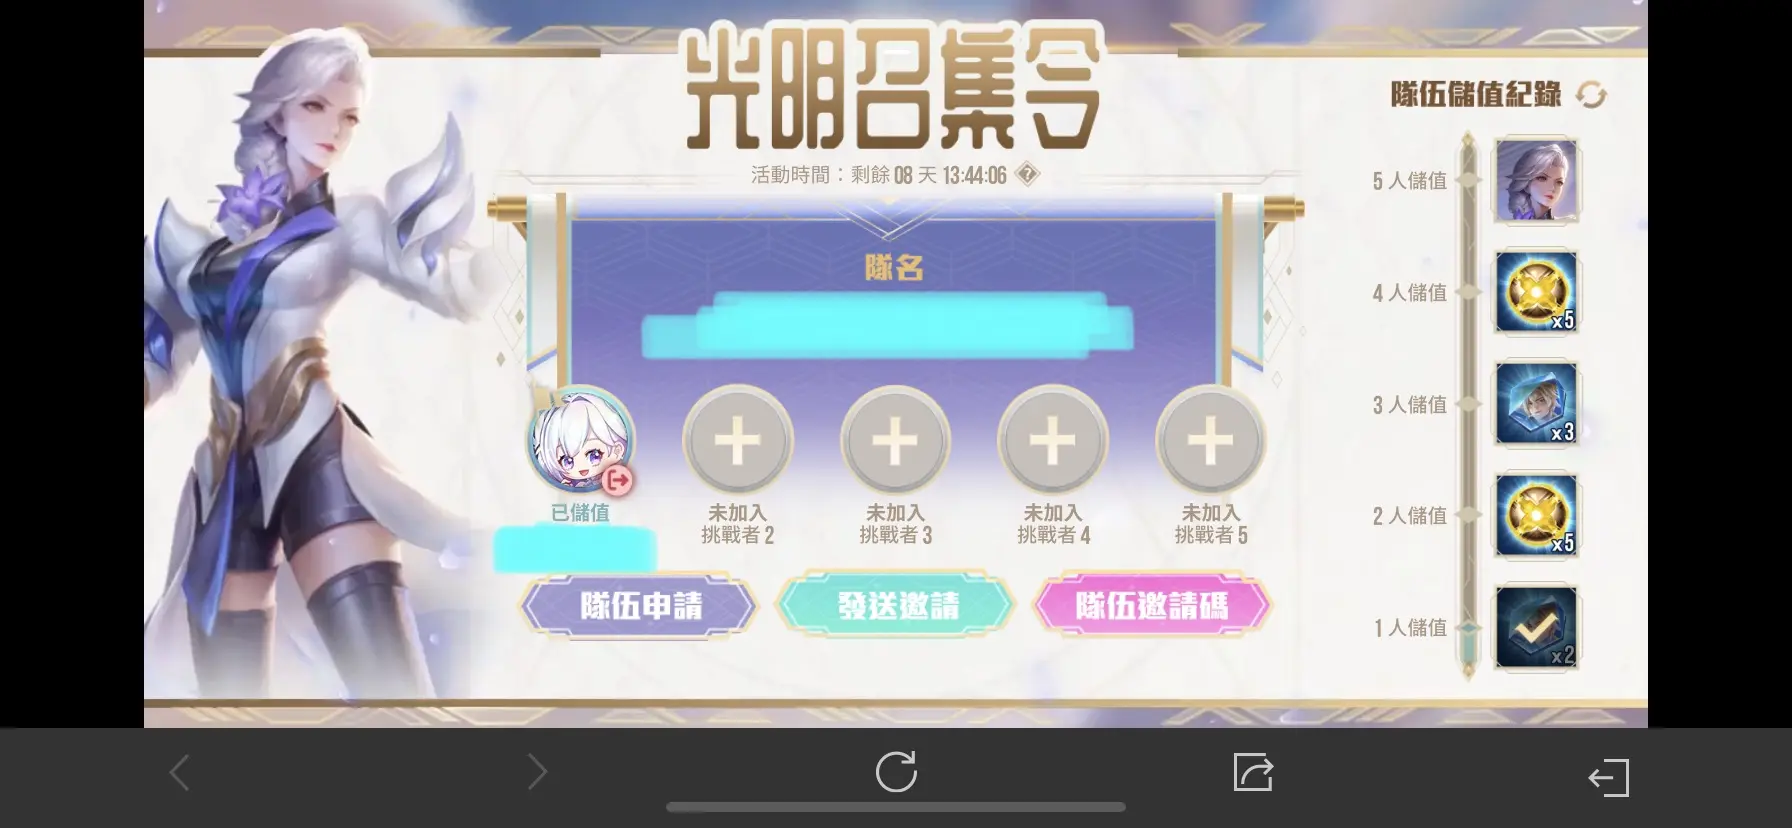 光明召集令
活動時間：剩餘 08 天 13:44:06 ?
隊名
已儲值
未加入
挑戰者 2
未加入
挑戰者 3
未加入
挑戰者 4
未加入
挑戰者 5
隊伍申請
發送邀請
隊伍邀請碼
隊伍儲值紀錄
5 人儲值
4 人儲值
x5
3 人儲值
x3
2 人儲值
x5
1 人儲值
x2